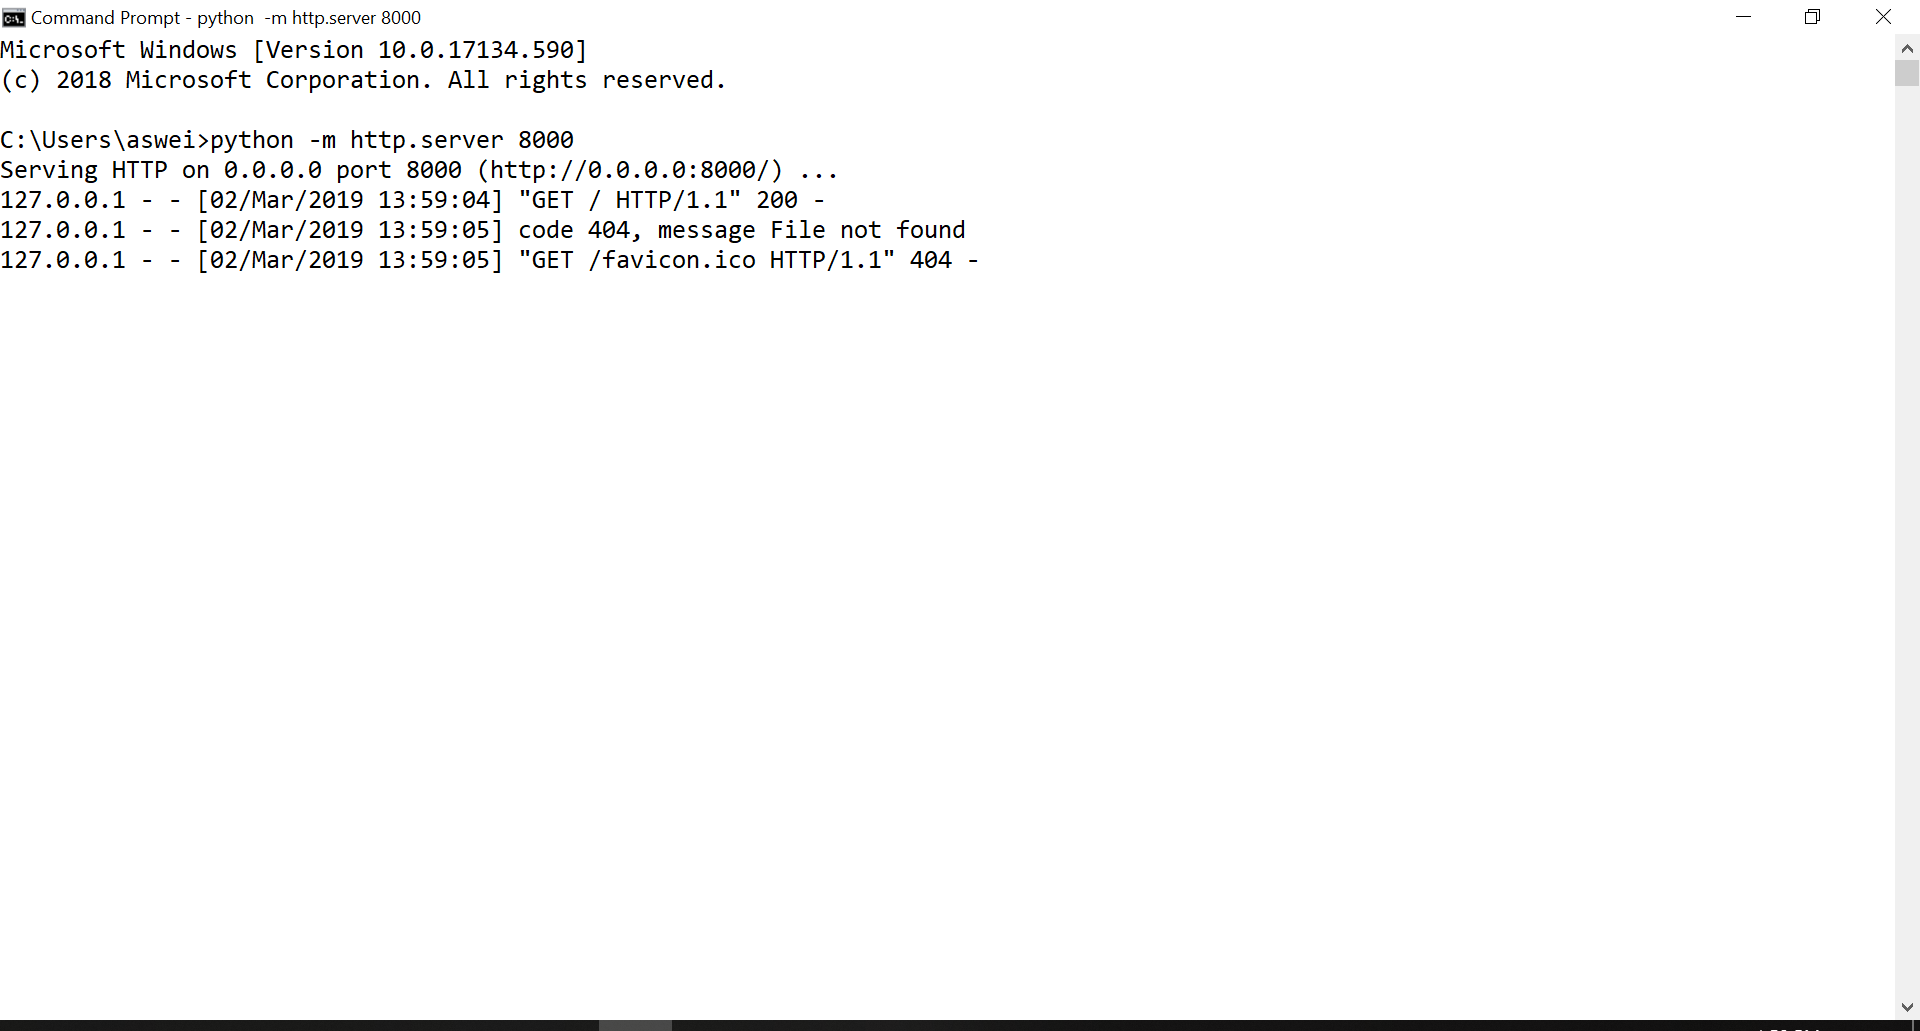 Command Prompt - python  -m http.server 8000
Microsoft Windows [Version 10.0.17134.590]
(c) 2018 Microsoft Corporation. All rights reserved.
C:\Users\aswei>python -m http.server 8000
Serving HTTP on 0.0.0.0 port 8000 (http://0.0.0.0:8000/) ...
127.0.0.1 - - [02/Mar/2019 13:59:04] "GET / HTTP/1.1" 200 -
127.0.0.1 - - [02/Mar/2019 13:59:05] code 404, message File not found
127.0.0.1 - - [02/Mar/2019 13:59:05] "GET /favicon.ico HTTP/1.1" 404 -